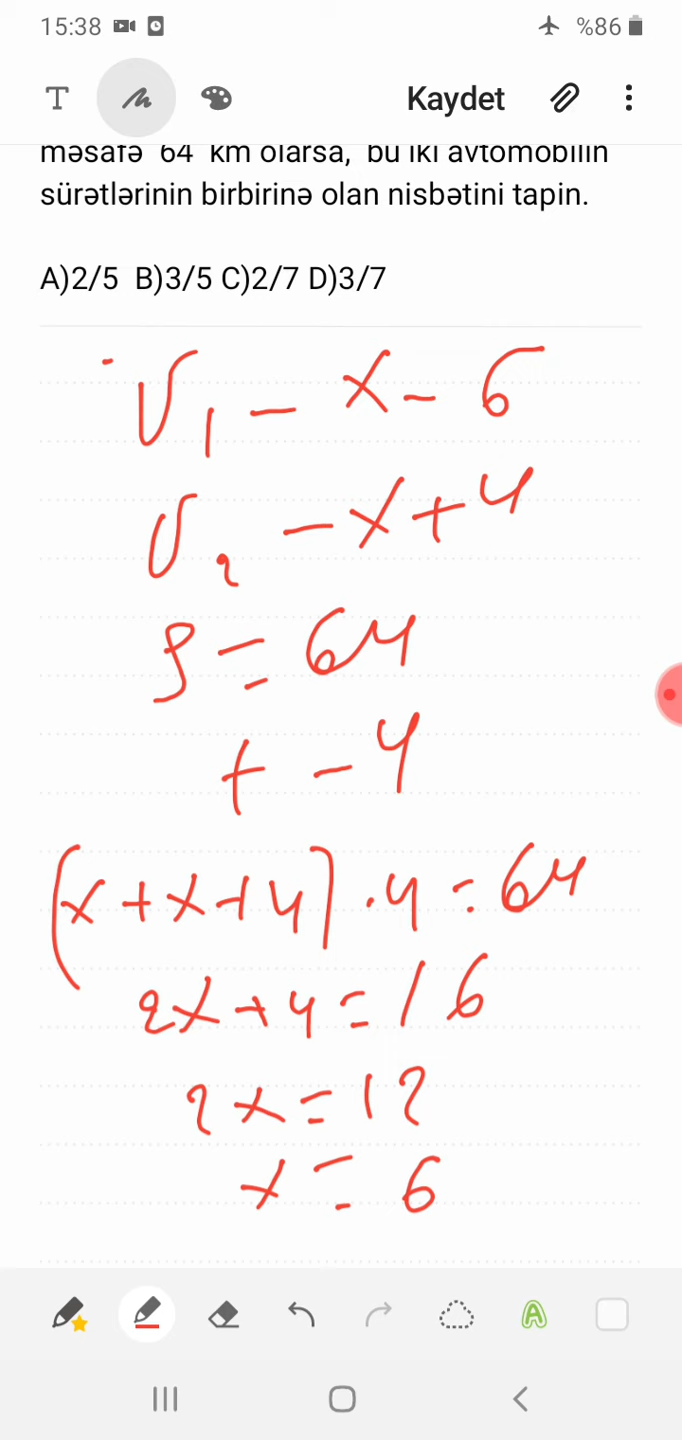 15:38 %86
T Kaydet
məsafə 64 km olarsa, bu iki avtomobilin
sürətlərinin birbirinə olan nisbətini tapin.
A)2/5 B)3/5 C)2/7 D)3/7
V₁ - x - 6
V₂ - x + 4
S = 64
t - 4
(x + x + 4) . 4 = 64
2x + 4 = 16
2x = 12
x = 6
A